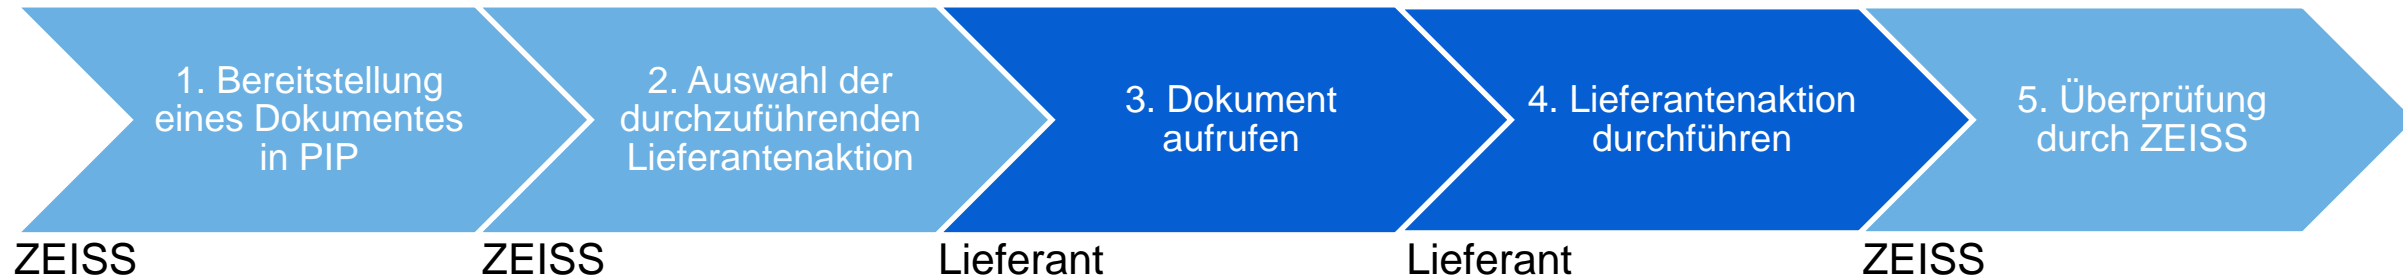 1. Bereitstellung
eines Dokumentes
in PIP
2. Auswahl der
durchzuführenden
Lieferantenaktion
3. Dokument
aufrufen
4. Lieferantenaktion
durchführen
5. Überprüfung
durch ZEISS
ZEISS
ZEISS
Lieferant
Lieferant
ZEISS